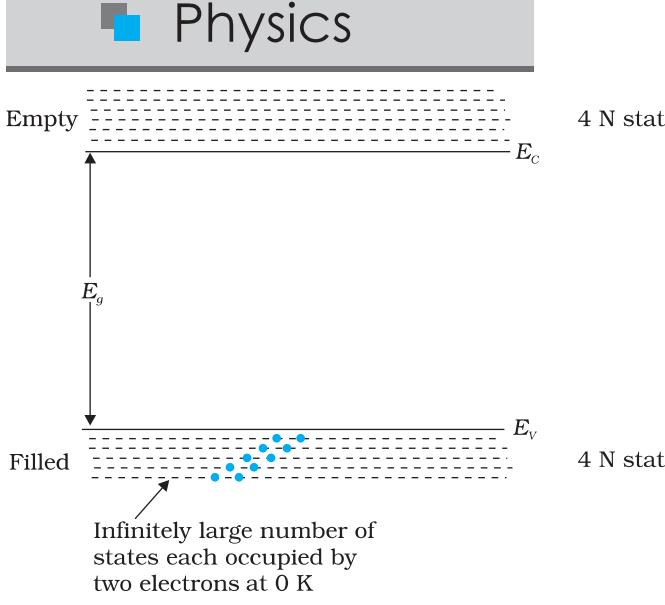 Physics
Empty
4 N stat
E_C
E_g
E_V
Filled
4 N stat
Infinitely large number of
states each occupied by
two electrons at 0 K